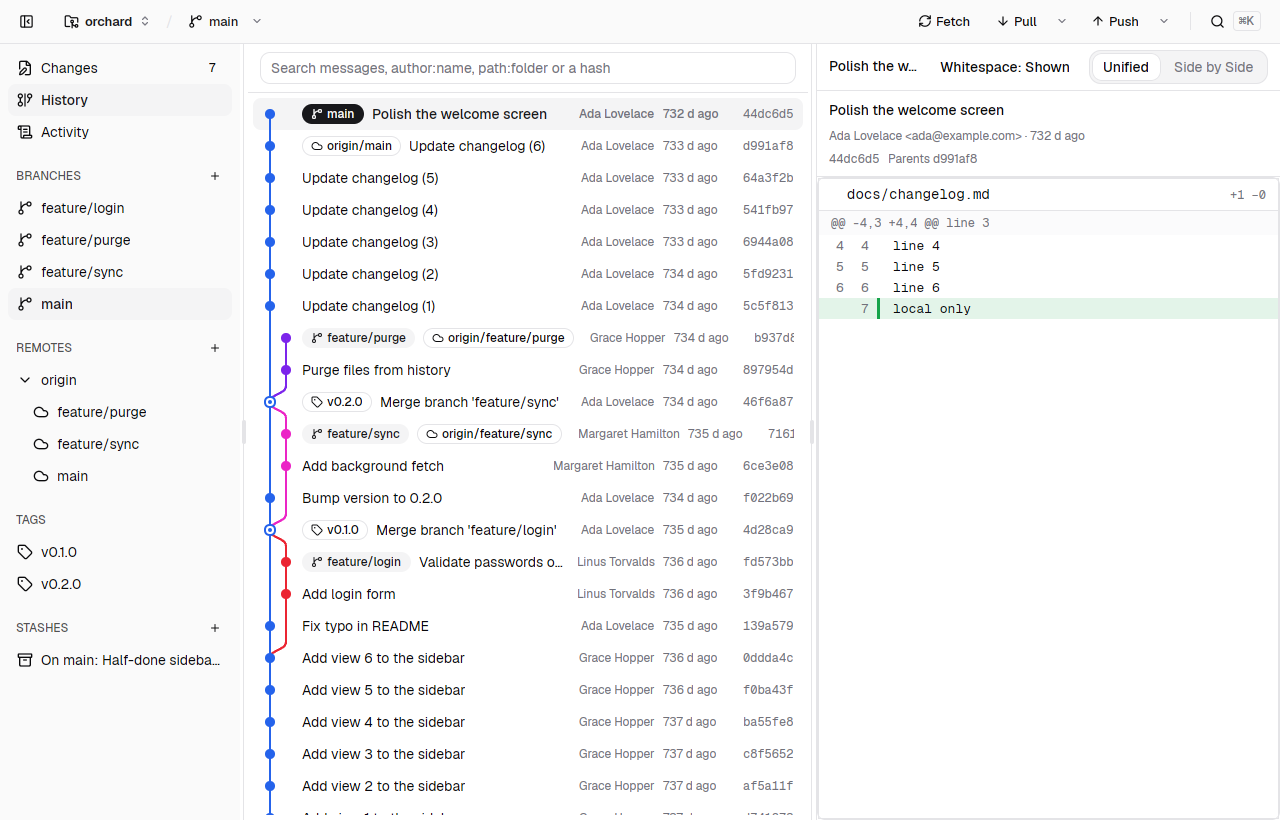 orchard / main
Fetch Pull Push ⌘K
Changes 7
History
Activity
BRANCHES +
feature/login
feature/purge
feature/sync
main
REMOTES +
origin
feature/purge
feature/sync
main
TAGS
v0.1.0
v0.2.0
STASHES +
On main: Half-done sideba...
Search messages, author:name, path:folder or a hash
main Polish the welcome screen Ada Lovelace 732 d ago 44dc6d5
origin/main Update changelog (6) Ada Lovelace 733 d ago d991af8
Update changelog (5) Ada Lovelace 733 d ago 64a3f2b
Update changelog (4) Ada Lovelace 733 d ago 541fb97
Update changelog (3) Ada Lovelace 733 d ago 6944a08
Update changelog (2) Ada Lovelace 734 d ago 5fd9231
Update changelog (1) Ada Lovelace 734 d ago 5c5f813
feature/purge origin/feature/purge Grace Hopper 734 d ago b937d8
Purge files from history Grace Hopper 734 d ago 897954d
v0.2.0 Merge branch 'feature/sync' Ada Lovelace 734 d ago 46f6a87
feature/sync origin/feature/sync Margaret Hamilton 735 d ago 7161
Add background fetch Margaret Hamilton 735 d ago 6ce3e08
Bump version to 0.2.0 Ada Lovelace 734 d ago f022b69
v0.1.0 Merge branch 'feature/login' Ada Lovelace 735 d ago 4d28ca9
feature/login Validate passwords o... Linus Torvalds 736 d ago fd573bb
Add login form Linus Torvalds 736 d ago 3f9b467
Fix typo in README Ada Lovelace 735 d ago 139a579
Add view 6 to the sidebar Grace Hopper 736 d ago 0ddda4c
Add view 5 to the sidebar Grace Hopper 736 d ago f0ba43f
Add view 4 to the sidebar Grace Hopper 737 d ago ba55fe8
Add view 3 to the sidebar Grace Hopper 737 d ago c8f5652
Add view 2 to the sidebar Grace Hopper 737 d ago af5a11f
Polish the w... Whitespace: Shown Unified Side by Side
Polish the welcome screen
Ada Lovelace <ada@example.com> · 732 d ago
44dc6d5 Parents d991af8
docs/changelog.md +1 −0
@@ -4,3 +4,4 @@ line 3
4 4 line 4
5 5 line 5
6 6 line 6
7 local only